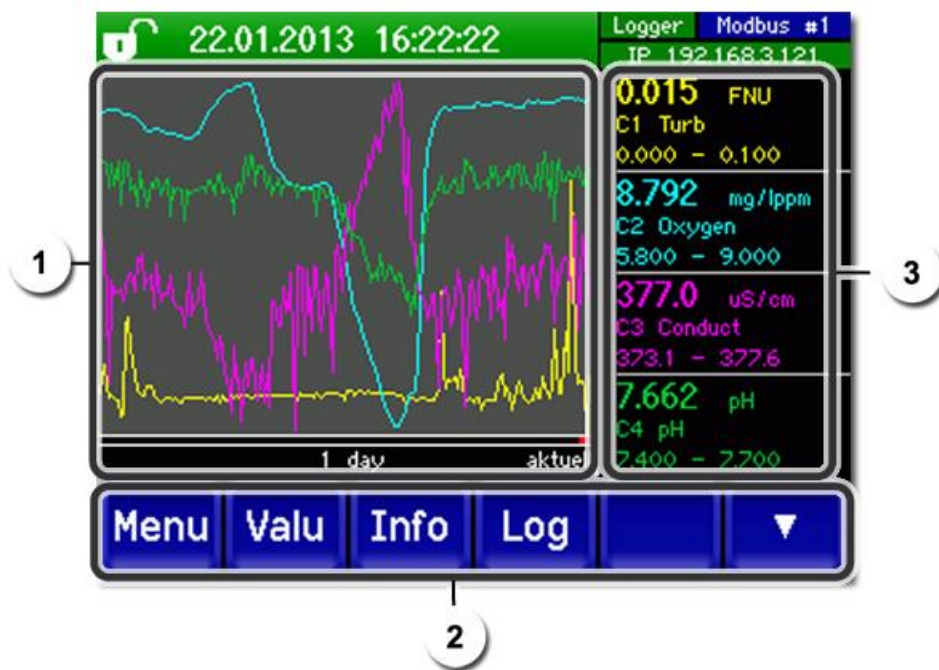 22.01.2013 16:22:22
Logger Modbus #1
IP 192.168.3.121
0.015 FNU
C1 Turb
0.000 - 0.100
8.792 mg/lppm
C2 Oxygen
5.800 - 9.000
377.0 uS/cm
C3 Conduct
373.1 - 377.6
7.662 pH
C4 pH
7.400 - 7.700
1 day aktuel
Menu Valu Info Log ▼
1
2
3